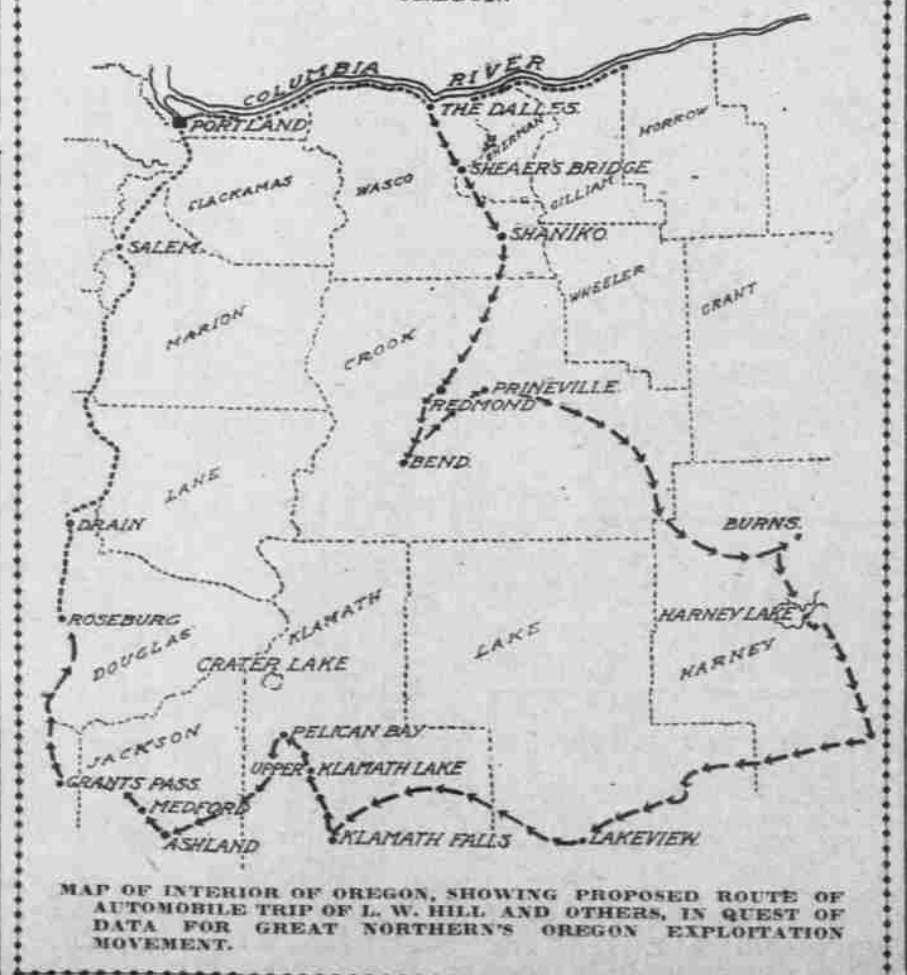 COLUMBIA RIVER
PORTLAND
THE DALLES.
SHERMAN
MORROW
SHEAER'S BRIDGE
CLACKAMAS
WASCO
GILLIAM
SALEM.
SHANIKO
WHEELER
GRANT
MARION
CROOK
PRINEVILLE.
REDMOND
BEND.
LANE
DRAIN
BURNS.
ROSEBURG
KLAMATH
HARNEY LAKE
DOUGLAS
LAKE
HARNEY
CRATER LAKE
JACKSON
PELICAN BAY
UPPER KLAMATH LAKE
GRANTS PASS.
MEDFORD
ASHLAND
KLAMATH FALLS
LAKEVIEW.
MAP OF INTERIOR OF OREGON, SHOWING PROPOSED ROUTE OF
AUTOMOBILE TRIP OF L. W. HILL AND OTHERS, IN QUEST OF
DATA FOR GREAT NORTHERN'S OREGON EXPLOITATION
MOVEMENT.